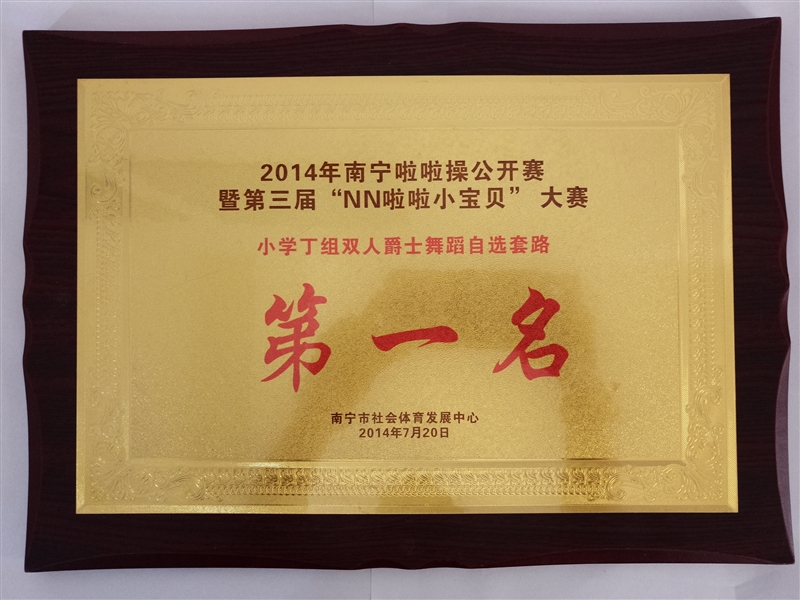 2014年南宁啦啦操公开赛
暨第三届“NN啦啦小宝贝”大赛
小学丁组双人爵士舞蹈自选套路
第一名
南宁市社会体育发展中心
2014年7月20日